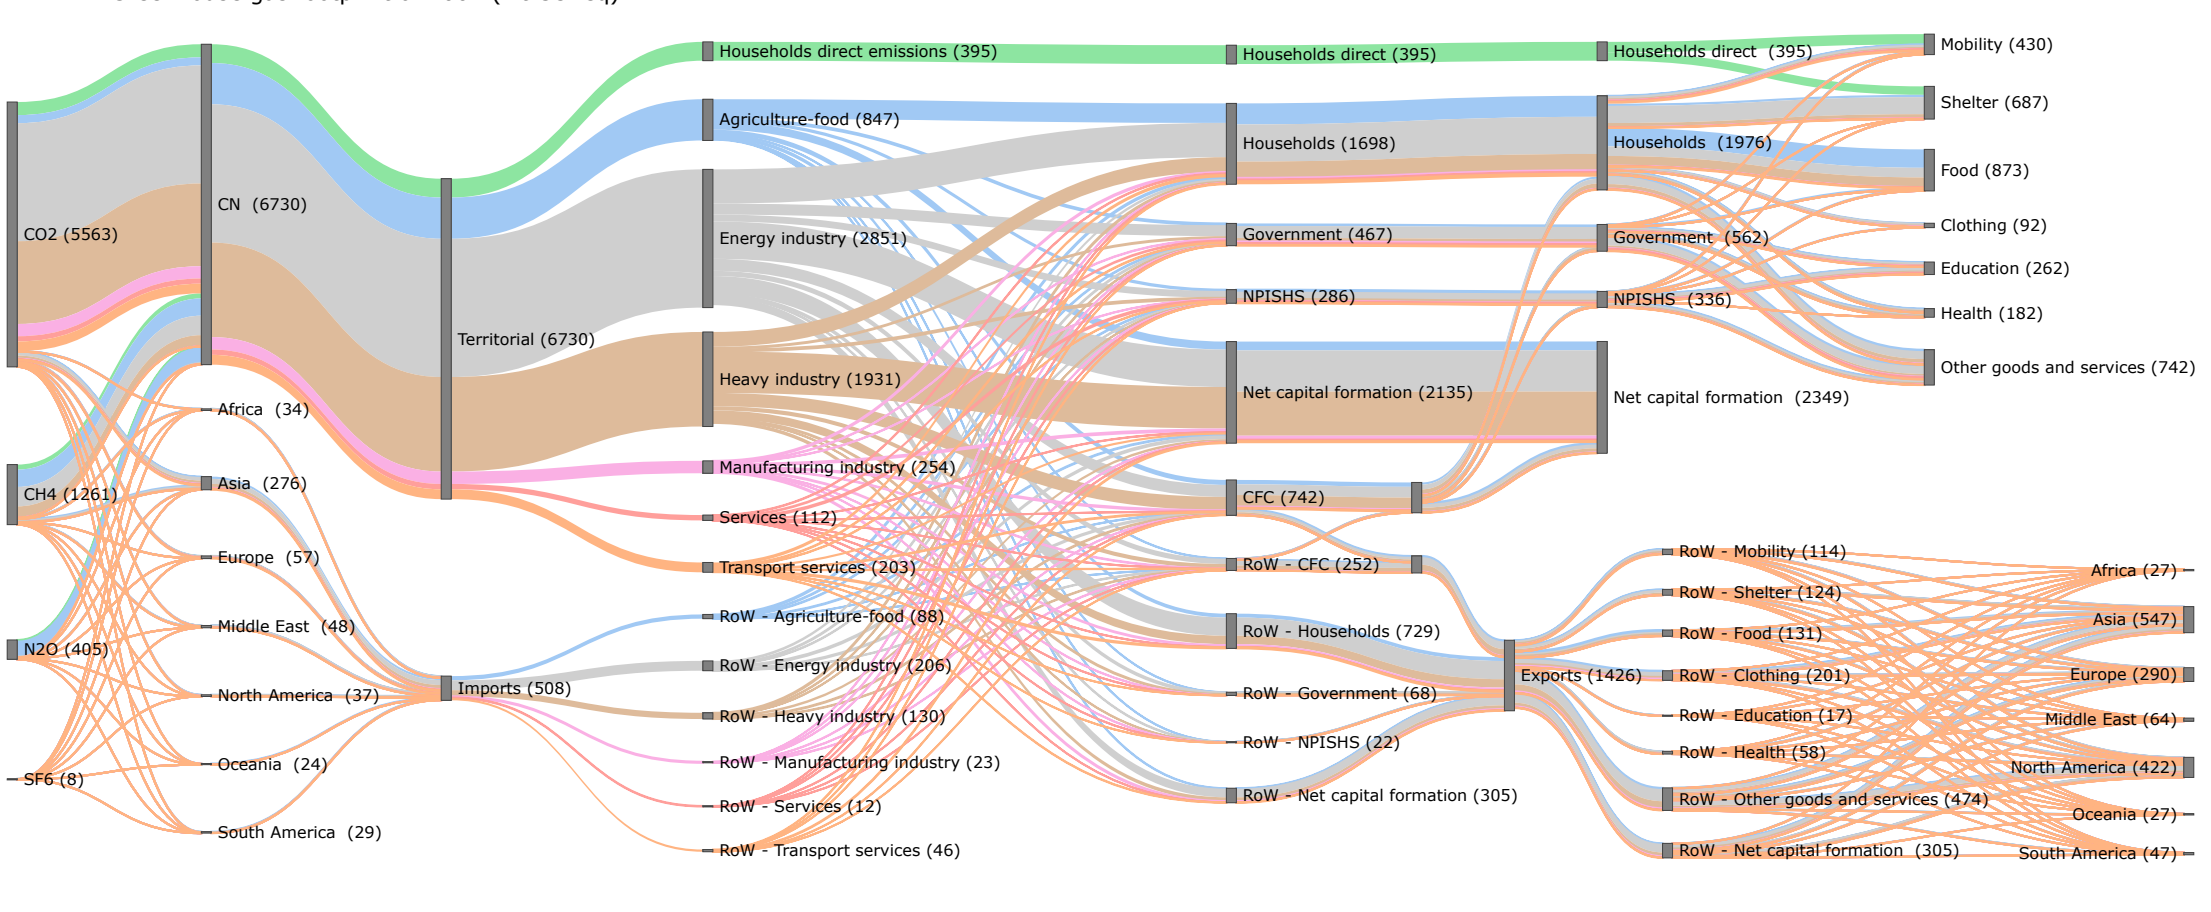 CO2 (5563)
CH4 (1261)
N2O (405)
SF6 (8)
CN (6730)
Africa (34)
Asia (276)
Europe (57)
Middle East (48)
North America (37)
Oceania (24)
South America (29)
Territorial (6730)
Imports (508)
Households direct emissions (395)
Agriculture-food (847)
Energy industry (2851)
Heavy industry (1931)
Manufacturing industry (254)
Services (112)
Transport services (203)
RoW - Agriculture-food (88)
RoW - Energy industry (206)
RoW - Heavy industry (130)
RoW - Manufacturing industry (23)
RoW - Services (12)
RoW - Transport services (46)
Households direct (395)
Households (1698)
Government (467)
NPISHS (286)
Net capital formation (2135)
CFC (742)
RoW - CFC (252)
RoW - Households (729)
RoW - Government (68)
RoW - NPISHS (22)
RoW - Net capital formation (305)
Exports (1426)
Households direct (395)
Households (1976)
Government (562)
NPISHS (336)
Net capital formation (2349)
RoW - Mobility (114)
RoW - Shelter (124)
RoW - Food (131)
RoW - Clothing (201)
RoW - Education (17)
RoW - Health (58)
RoW - Other goods and services (474)
RoW - Net capital formation (305)
Mobility (430)
Shelter (687)
Food (873)
Clothing (92)
Education (262)
Health (182)
Other goods and services (742)
Africa (27)
Asia (547)
Europe (290)
Middle East (64)
North America (422)
Oceania (27)
South America (47)